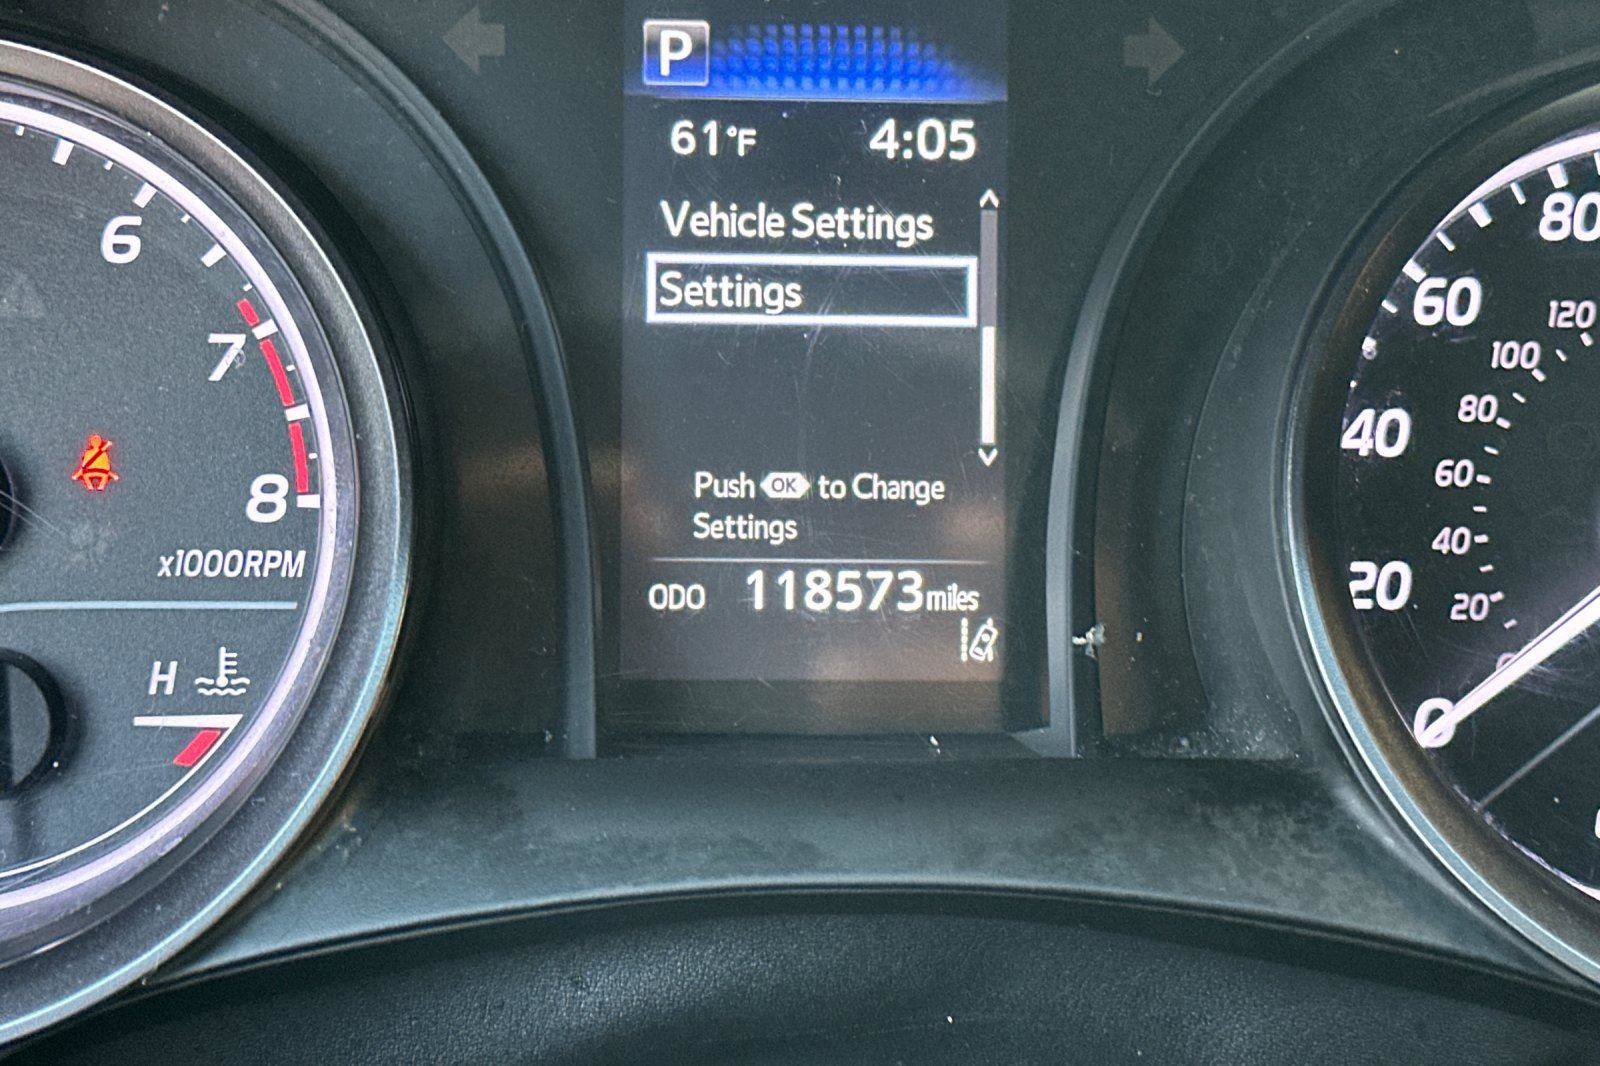 P
61°F 4:05
Vehicle Settings
Settings
Push OK to Change
Settings
ODO 118573 miles
6
7
8
x1000RPM
H
80
60
40
20
0
120
100
80
60
40
20